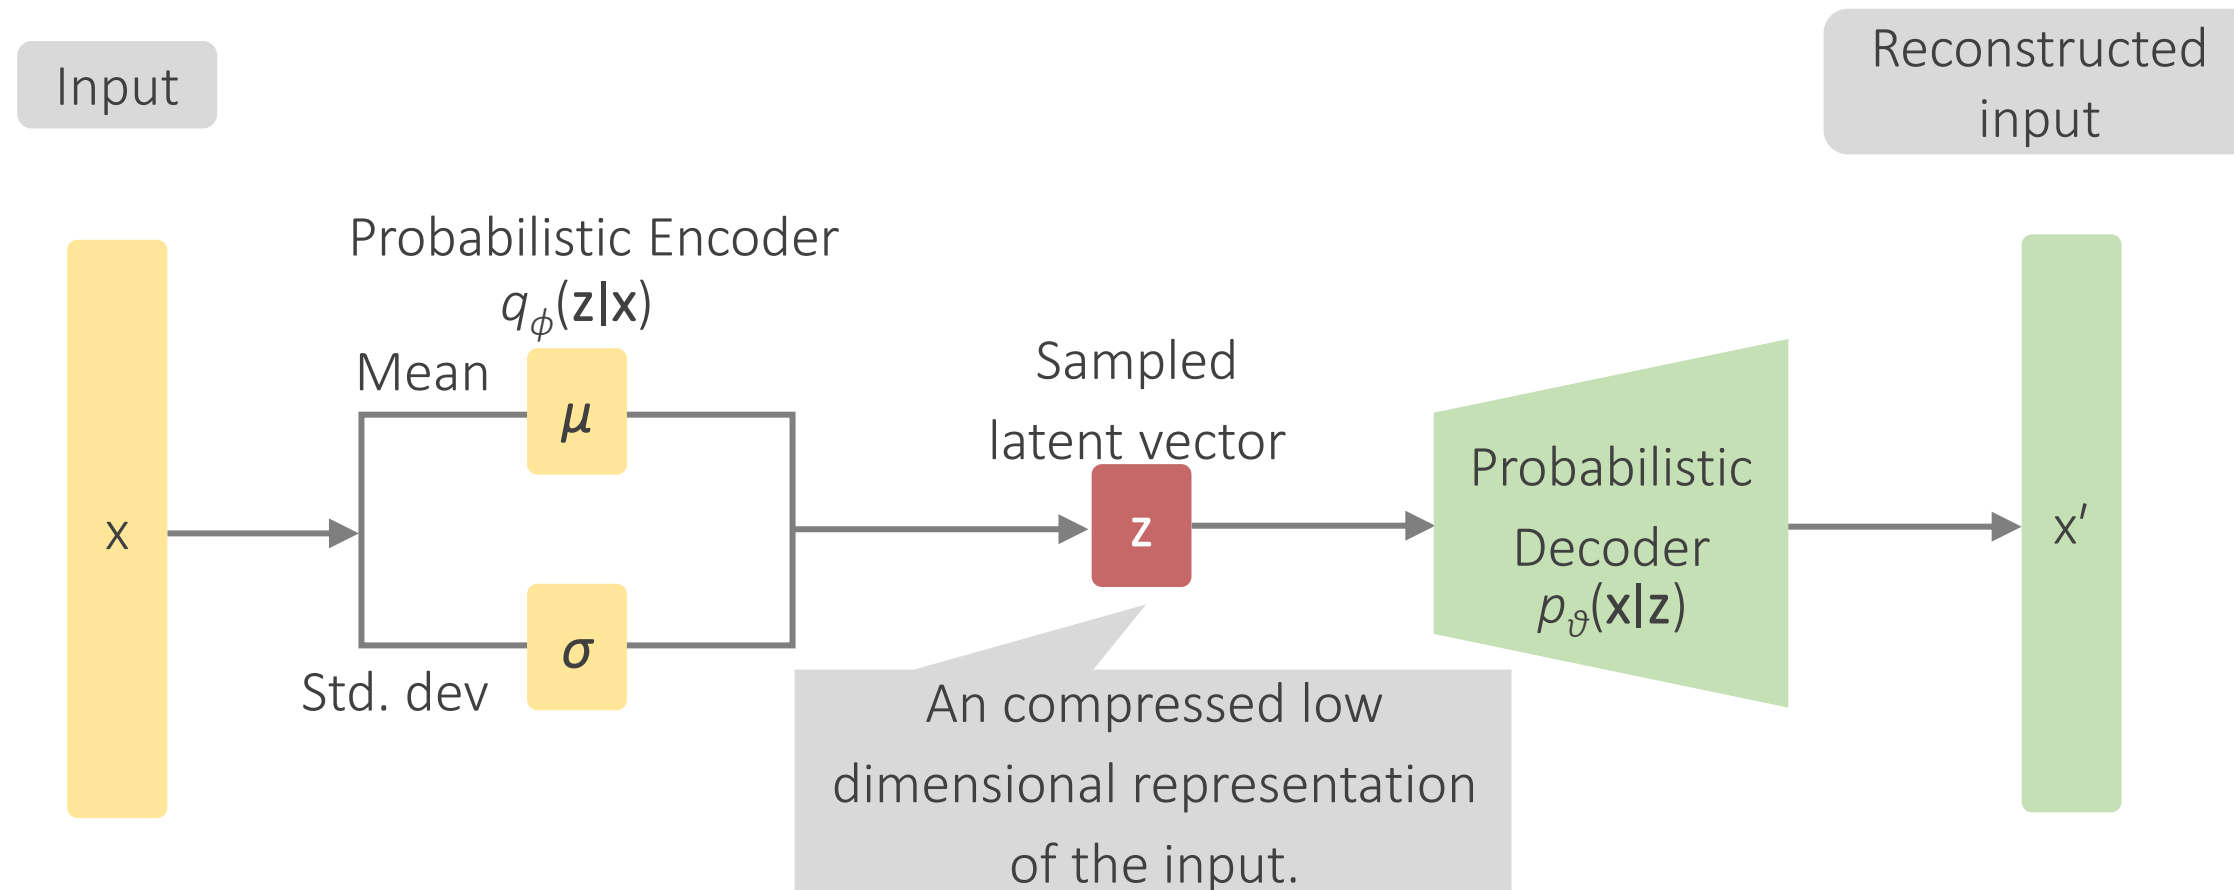 Input
Reconstructed
input
Probabilistic Encoder
qϕ(z|x)
Mean
μ
Sampled
latent vector
x
z
Probabilistic
Decoder
pϑ(x|z)
x′
σ
Std. dev
An compressed low
dimensional representation
of the input.